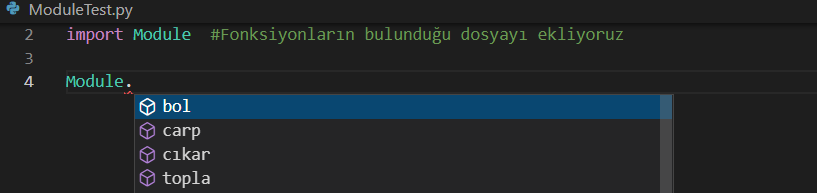 ModuleTest.py
2 import Module #Fonksiyonların bulunduğu dosyayı ekliyoruz
3
4 Module.
bol
carp
cıkar
topla